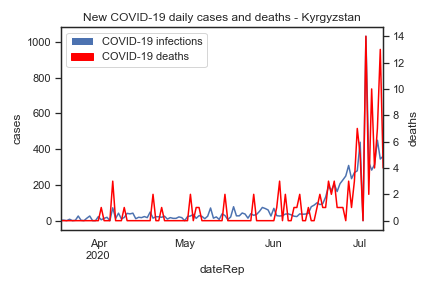 New COVID-19 daily cases and deaths - Kyrgyzstan
COVID-19 infections
COVID-19 deaths
1000
800
600
400
200
0
cases
14
12
10
8
6
4
2
0
deaths
Apr
2020
May
Jun
Jul
dateRep